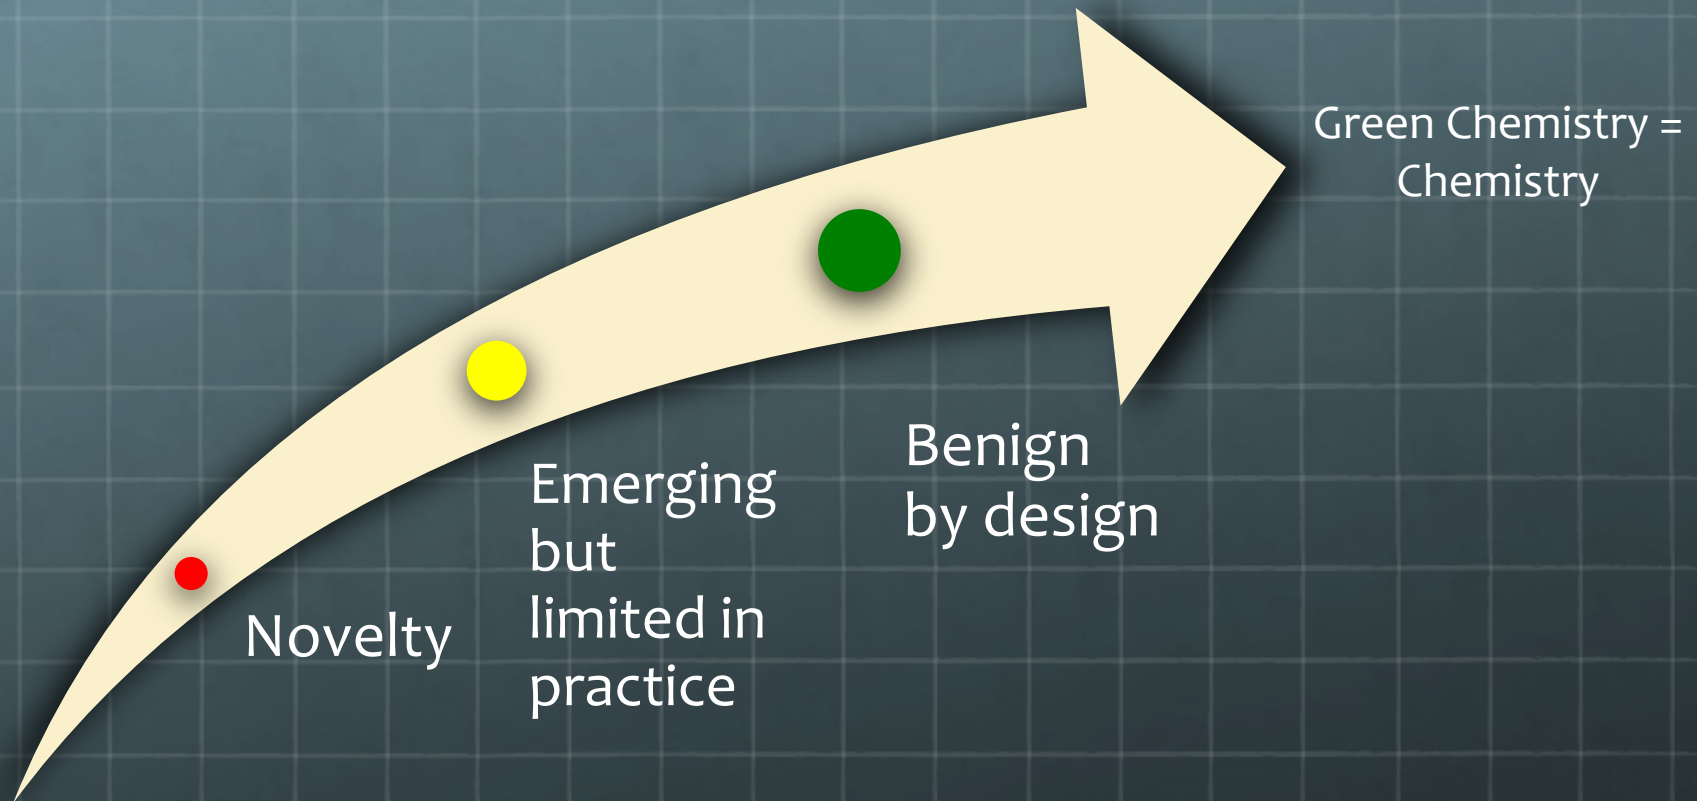 Green Chemistry =
Chemistry
Benign
by design
Emerging
but
limited in
practice
Novelty